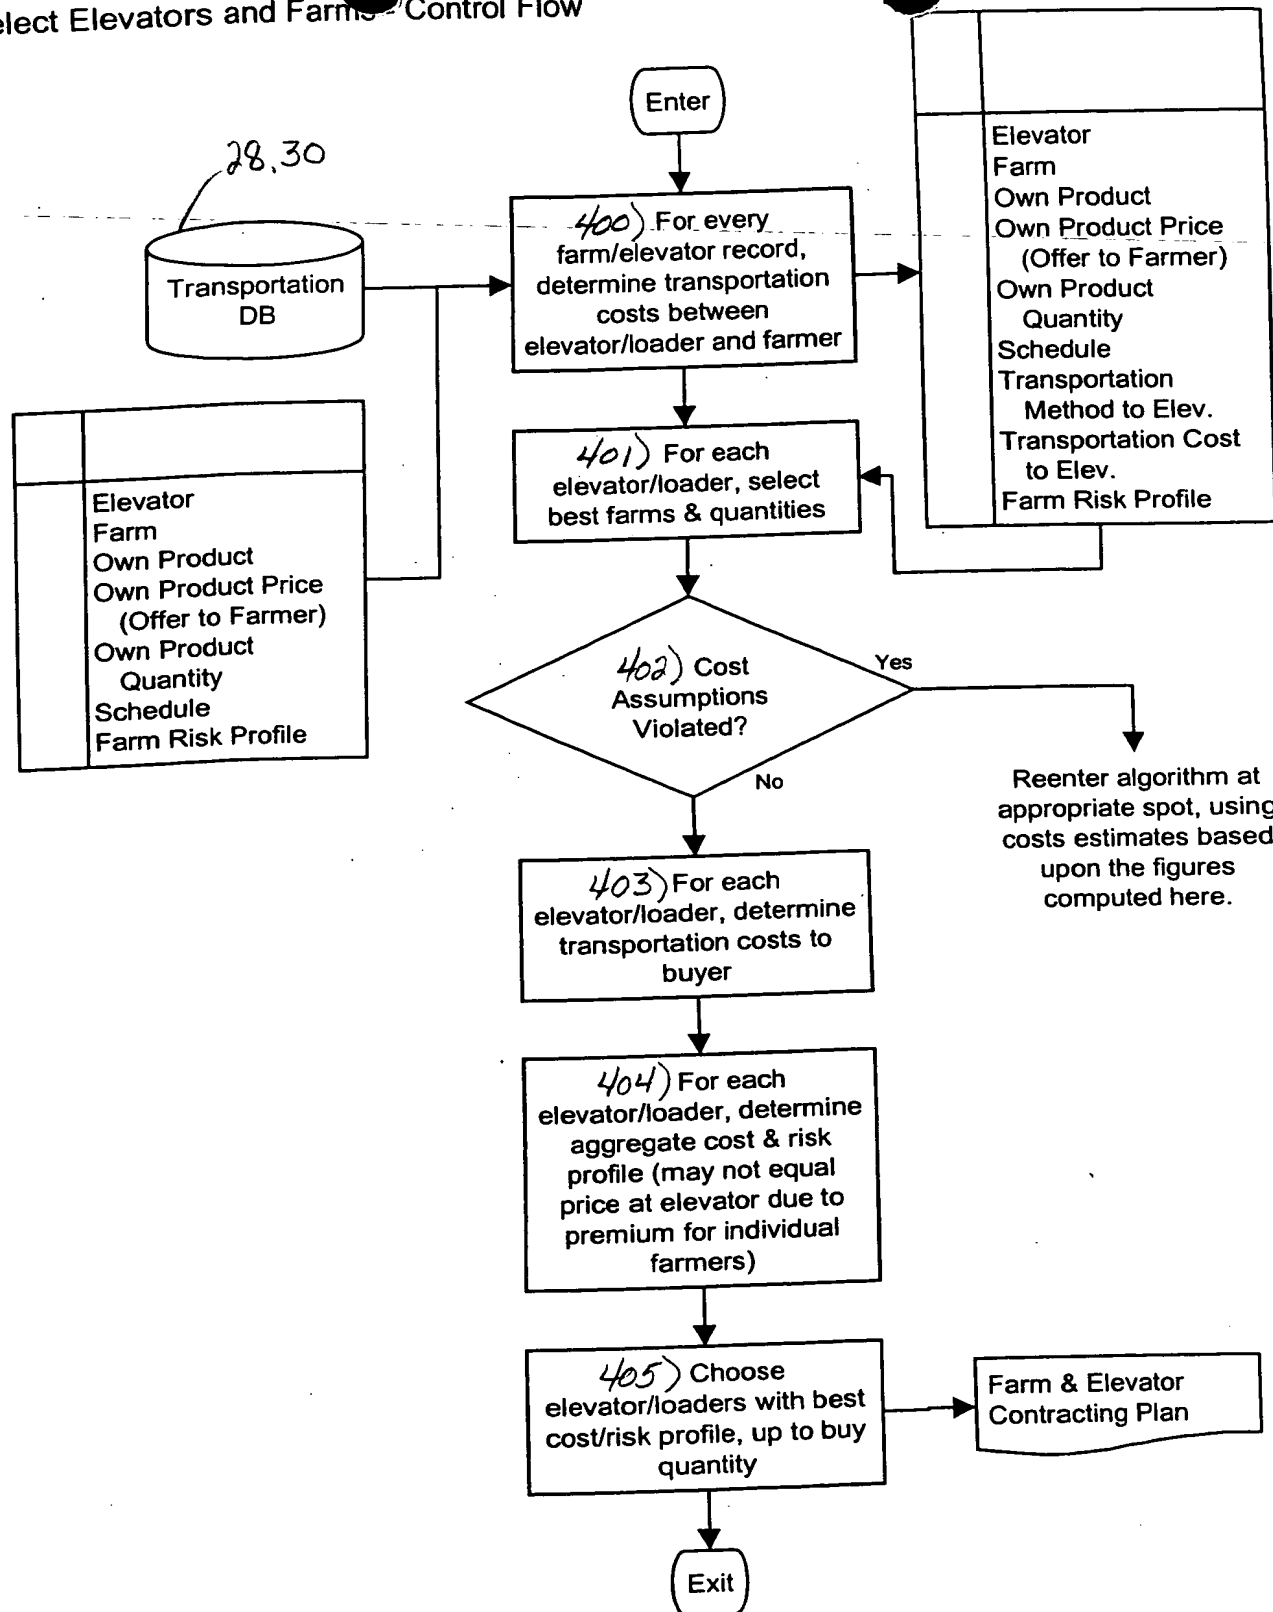 elect Elevators and Farms - Control Flow
Enter
28,30
Transportation
DB
400) For every
farm/elevator record,
determine transportation
costs between
elevator/loader and farmer
Elevator
Farm
Own Product
Own Product Price
(Offer to Farmer)
Own Product
Quantity
Schedule
Transportation
Method to Elev.
Transportation Cost
to Elev.
Farm Risk Profile
Elevator
Farm
Own Product
Own Product Price
(Offer to Farmer)
Own Product
Quantity
Schedule
Farm Risk Profile
401) For each
elevator/loader, select
best farms & quantities
402) Cost
Assumptions
Violated?
Yes
No
Reenter algorithm at
appropriate spot, using
costs estimates based
upon the figures
computed here.
403) For each
elevator/loader, determine
transportation costs to
buyer
404) For each
elevator/loader, determine
aggregate cost & risk
profile (may not equal
price at elevator due to
premium for individual
farmers)
405) Choose
elevator/loaders with best
cost/risk profile, up to buy
quantity
Farm & Elevator
Contracting Plan
Exit